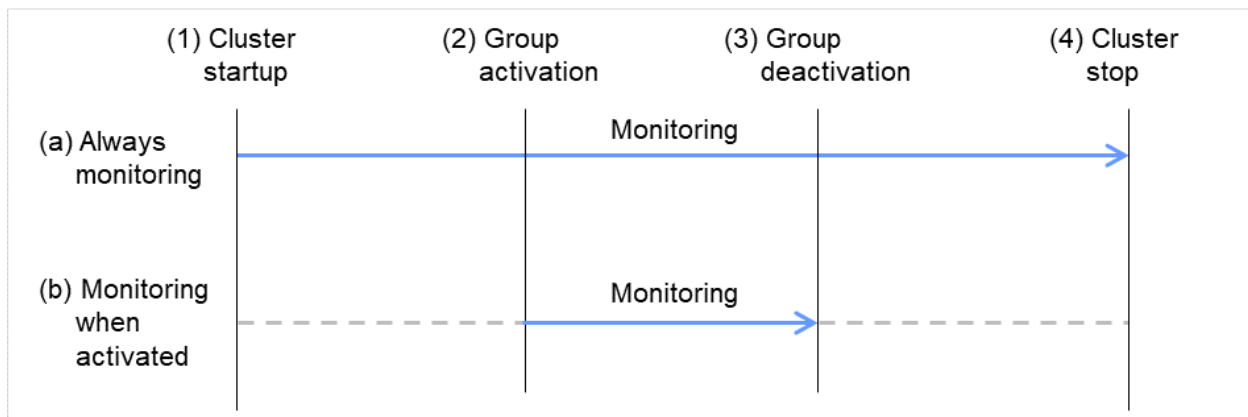 (1) Cluster
startup
(2) Group
activation
(3) Group
deactivation
(4) Cluster
stop
(a) Always
monitoring
Monitoring
(b) Monitoring
when
activated
Monitoring